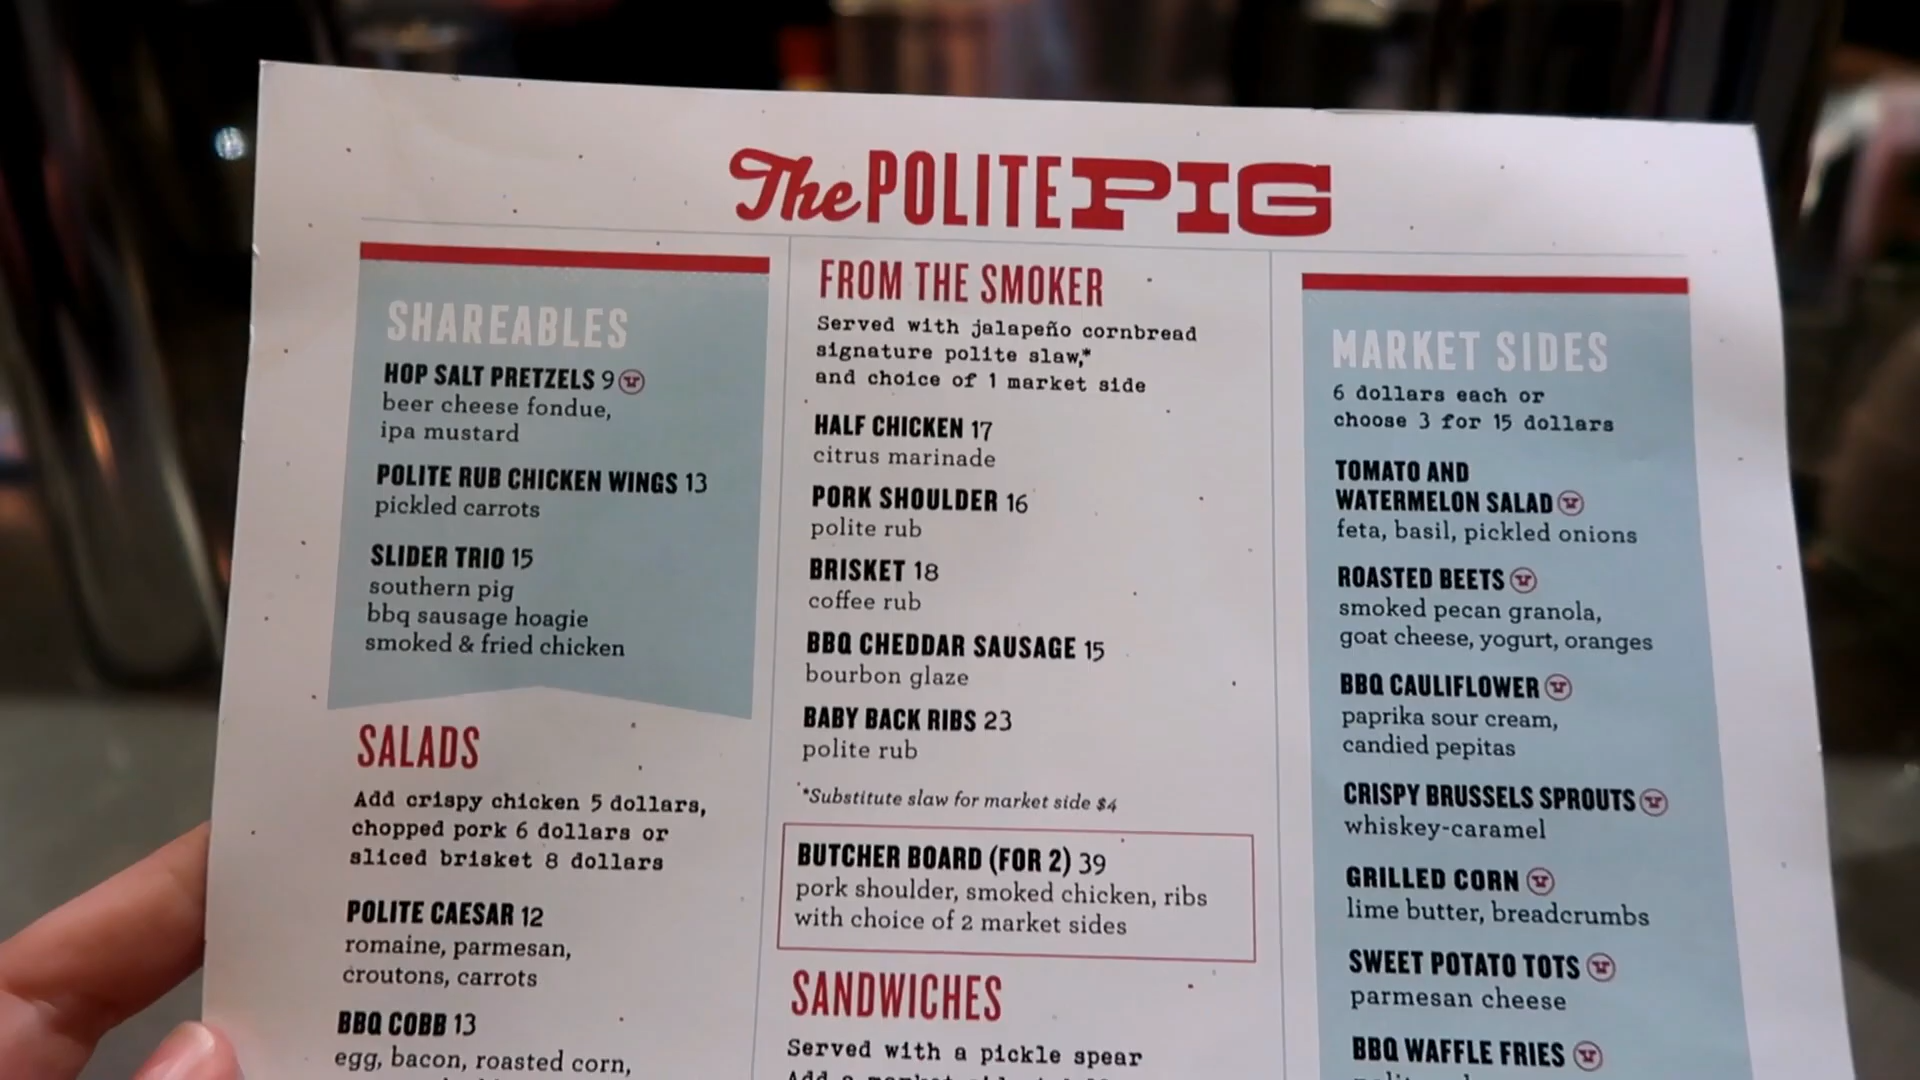 The POLITE PIG
SHAREABLES
HOP SALT PRETZELS 9
beer cheese fondue,
ipa mustard
POLITE RUB CHICKEN WINGS 13
pickled carrots
SLIDER TRIO 15
southern pig
bbq sausage hoagie
smoked & fried chicken
SALADS
Add crispy chicken 5 dollars,
chopped pork 6 dollars or
sliced brisket 8 dollars
POLITE CAESAR 12
romaine, parmesan,
croutons, carrots
BBQ COBB 13
egg, bacon, roasted corn,
FROM THE SMOKER
Served with jalapeño cornbread
signature polite slaw,*
and choice of 1 market side
HALF CHICKEN 17
citrus marinade
PORK SHOULDER 16
polite rub
BRISKET 18
coffee rub
BBQ CHEDDAR SAUSAGE 15
bourbon glaze
BABY BACK RIBS 23
polite rub
*Substitute slaw for market side $4
BUTCHER BOARD (FOR 2) 39
pork shoulder, smoked chicken, ribs
with choice of 2 market sides
SANDWICHES
Served with a pickle spear
MARKET SIDES
6 dollars each or
choose 3 for 15 dollars
TOMATO AND
WATERMELON SALAD
feta, basil, pickled onions
ROASTED BEETS
smoked pecan granola,
goat cheese, yogurt, oranges
BBQ CAULIFLOWER
paprika sour cream,
candied pepitas
CRISPY BRUSSELS SPROUTS
whiskey-caramel
GRILLED CORN
lime butter, breadcrumbs
SWEET POTATO TOTS
parmesan cheese
BBQ WAFFLE FRIES